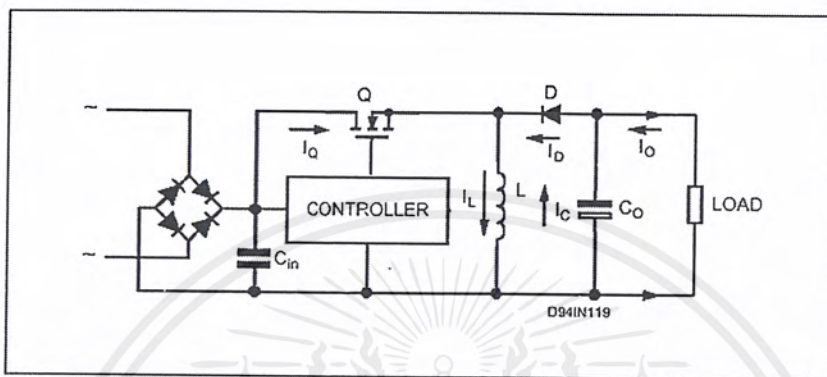 Q
D
~
I_Q
I_D
I_O
I_L
L
I_C
C_O
LOAD
CONTROLLER
C_in
~
D94IN119